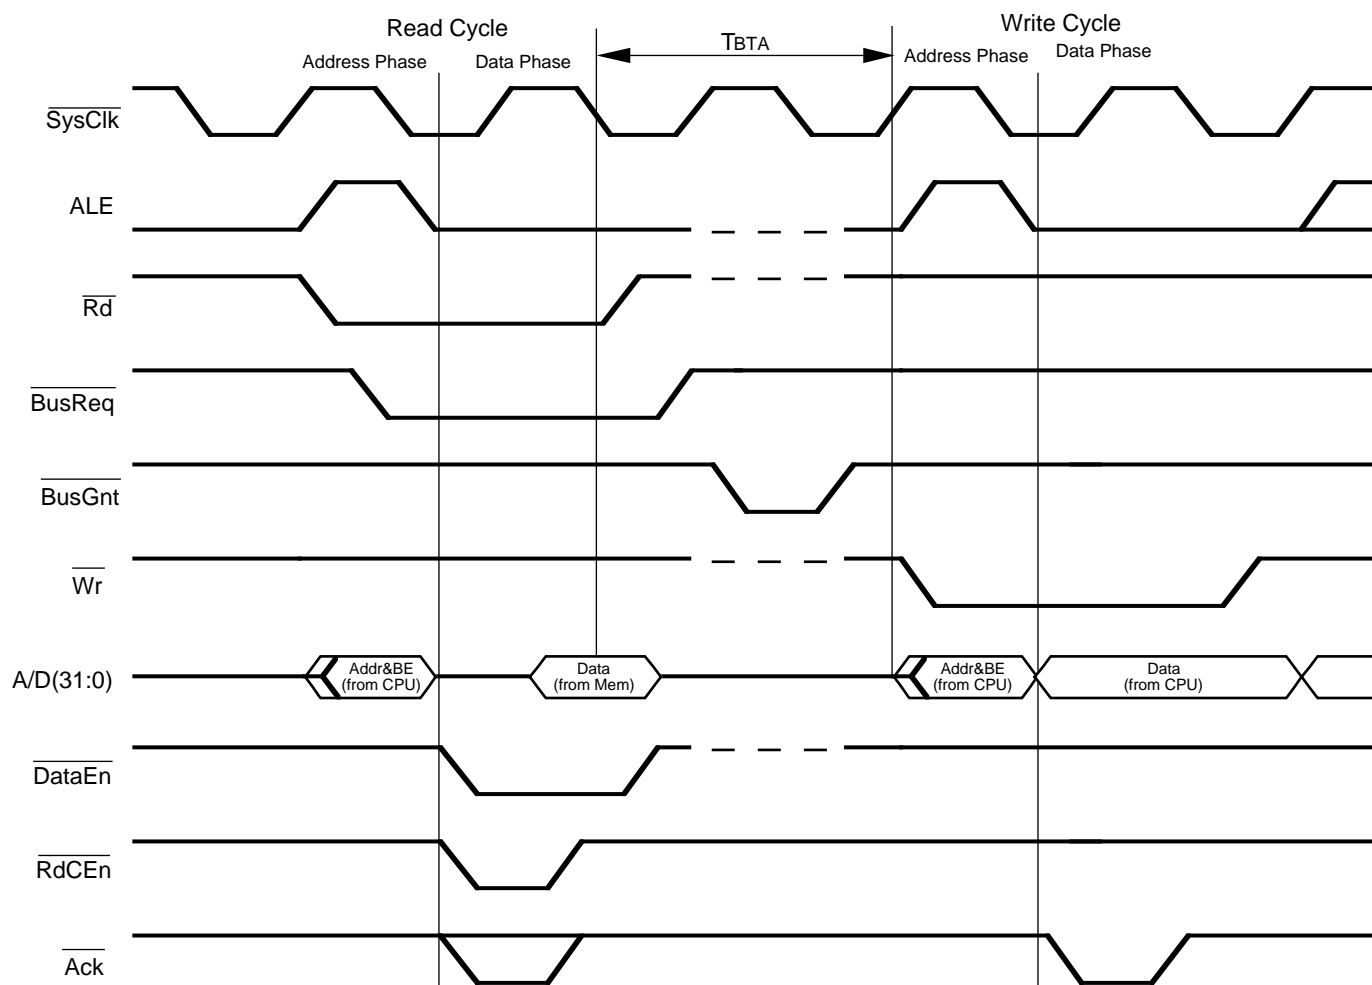 Read Cycle
Write Cycle
TBTA
Address Phase
Data Phase
Address Phase
Data Phase
SysClk
ALE
Rd
BusReq
BusGnt
Wr
A/D(31:0)
Addr&BE
(from CPU)
Data
(from Mem)
Addr&BE
(from CPU)
Data
(from CPU)
DataEn
RdCEn
Ack